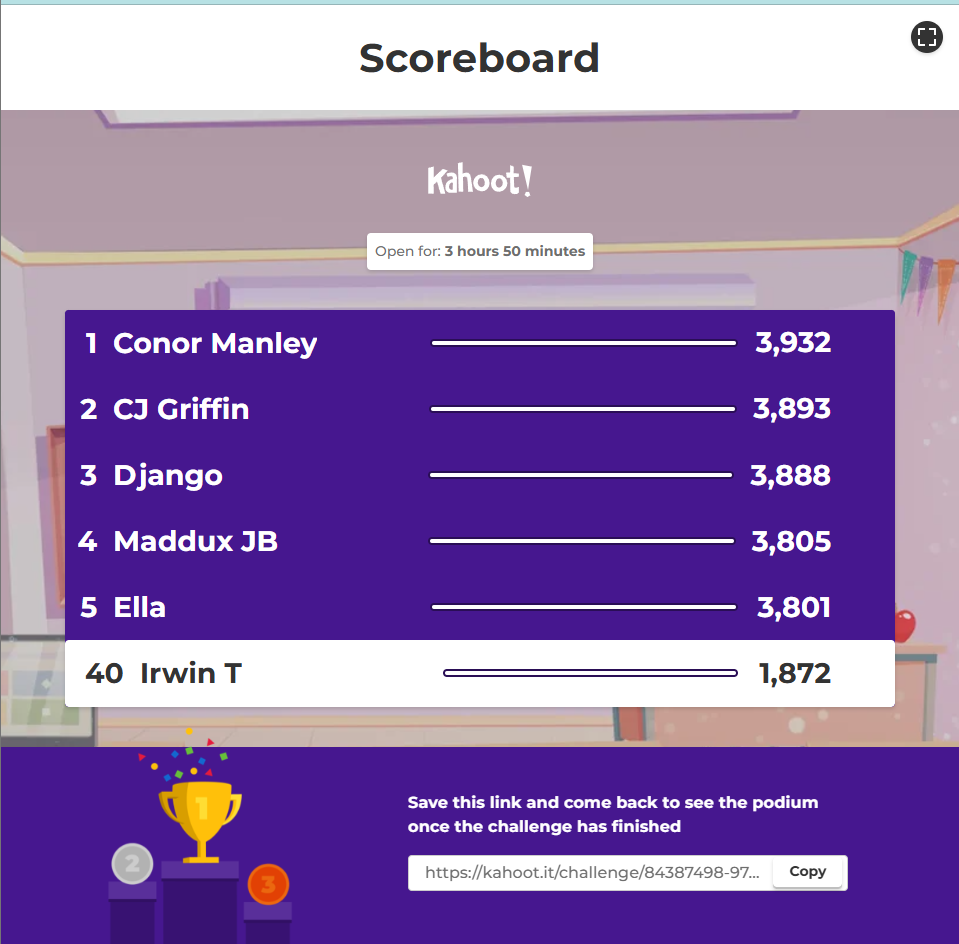 Scoreboard
Kahoot!
Open for: 3 hours 50 minutes
1 Conor Manley 3,932
2 CJ Griffin 3,893
3 Django 3,888
4 Maddux JB 3,805
5 Ella 3,801
40 Irwin T 1,872
1
2
3
Save this link and come back to see the podium
once the challenge has finished
https://kahoot.it/challenge/84387498-97... Copy